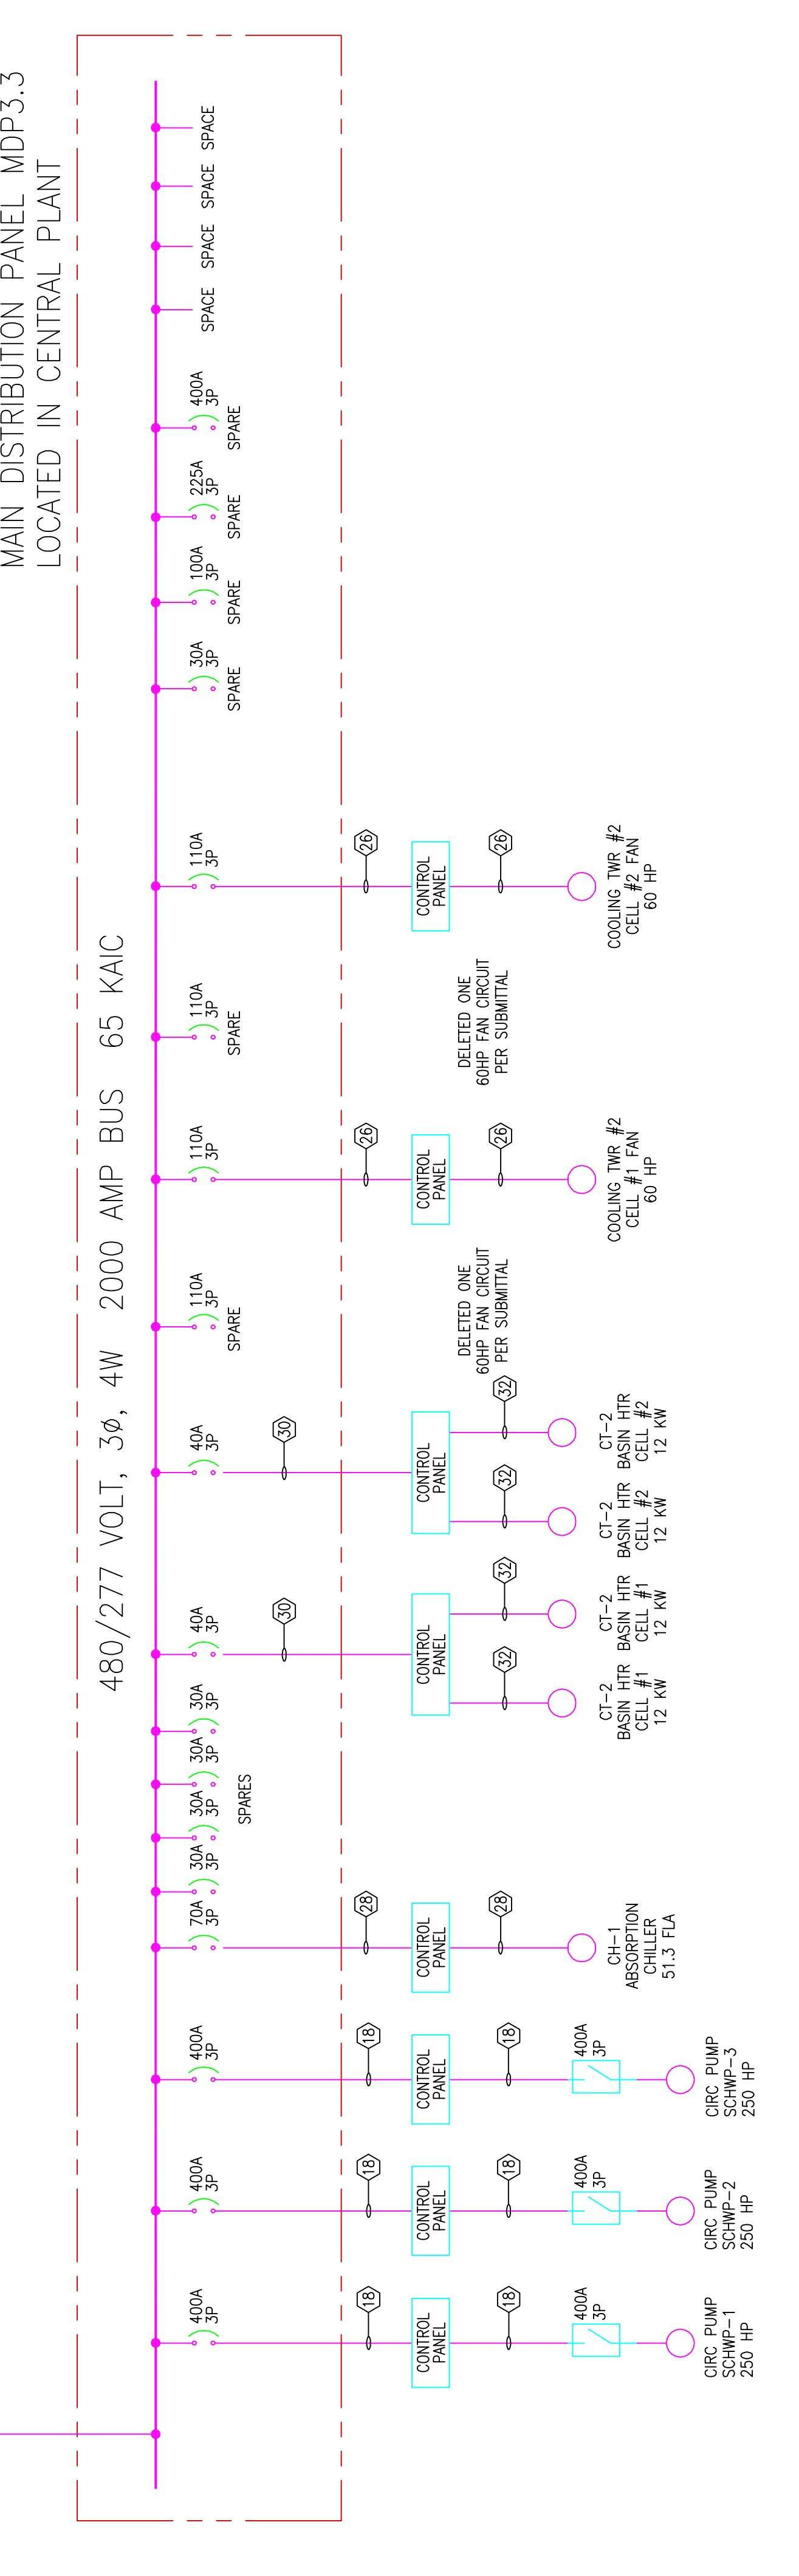 MAIN DISTRIBUTION PANEL MDP3.3
LOCATED IN CENTRAL PLANT
480/277 VOLT, 3Ø, 4W 2000 AMP BUS 65 KAIC
400A
3P
18
CONTROL
PANEL
18
400A
3P
CIRC PUMP
SCHWP-1
250 HP
400A
3P
18
CONTROL
PANEL
18
400A
3P
CIRC PUMP
SCHWP-2
250 HP
400A
3P
18
CONTROL
PANEL
18
400A
3P
CIRC PUMP
SCHWP-3
250 HP
70A
3P
28
CONTROL
PANEL
28
CH-1
ABSORPTION
CHILLER
51.3 FLA
30A
3P
30A
3P
30A
3P
30A
3P
SPARES
40A
3P
30
CONTROL
PANEL
32
CT-2
BASIN HTR
CELL #1
12 KW
32
CT-2
BASIN HTR
CELL #1
12 KW
40A
3P
30
CONTROL
PANEL
32
CT-2
BASIN HTR
CELL #2
12 KW
32
CT-2
BASIN HTR
CELL #2
12 KW
110A
3P
SPARE
DELETED ONE
60HP FAN CIRCUIT
PER SUBMITTAL
110A
3P
26
CONTROL
PANEL
26
COOLING TWR #2
CELL #1 FAN
60 HP
110A
3P
SPARE
DELETED ONE
60HP FAN CIRCUIT
PER SUBMITTAL
110A
3P
26
CONTROL
PANEL
26
COOLING TWR #2
CELL #2 FAN
60 HP
30A
3P
SPARE
100A
3P
SPARE
225A
3P
SPARE
400A
3P
SPARE
SPACE
SPACE
SPACE
SPACE